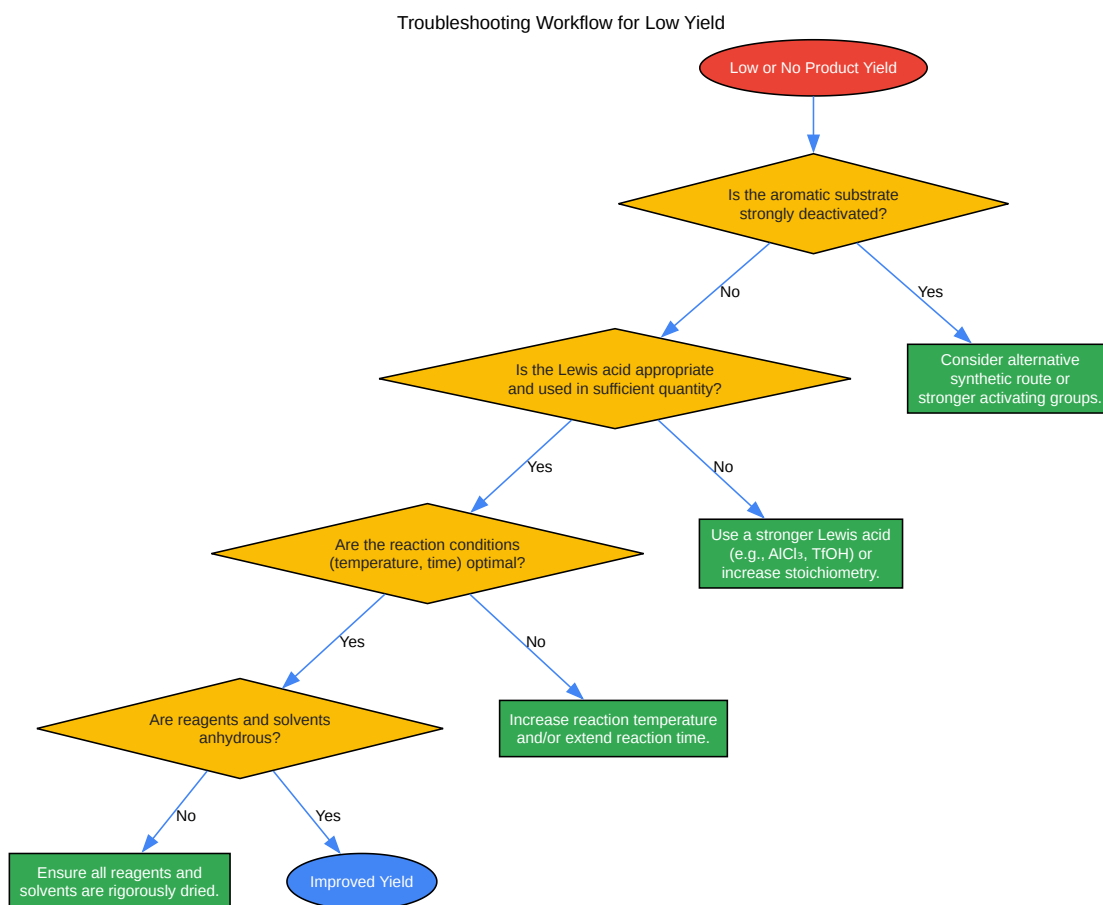 Troubleshooting Workflow for Low Yield
Low or No Product Yield
Is the aromatic substrate
strongly deactivated?
No
Yes
Is the Lewis acid appropriate
and used in sufficient quantity?
Consider alternative
synthetic route or
stronger activating groups.
Yes
No
Are the reaction conditions
(temperature, time) optimal?
Use a stronger Lewis acid
(e.g., AlCl₃, TfOH) or
increase stoichiometry.
Yes
No
Are reagents and solvents
anhydrous?
Increase reaction temperature
and/or extend reaction time.
No
Yes
Ensure all reagents and
solvents are rigorously dried.
Improved Yield